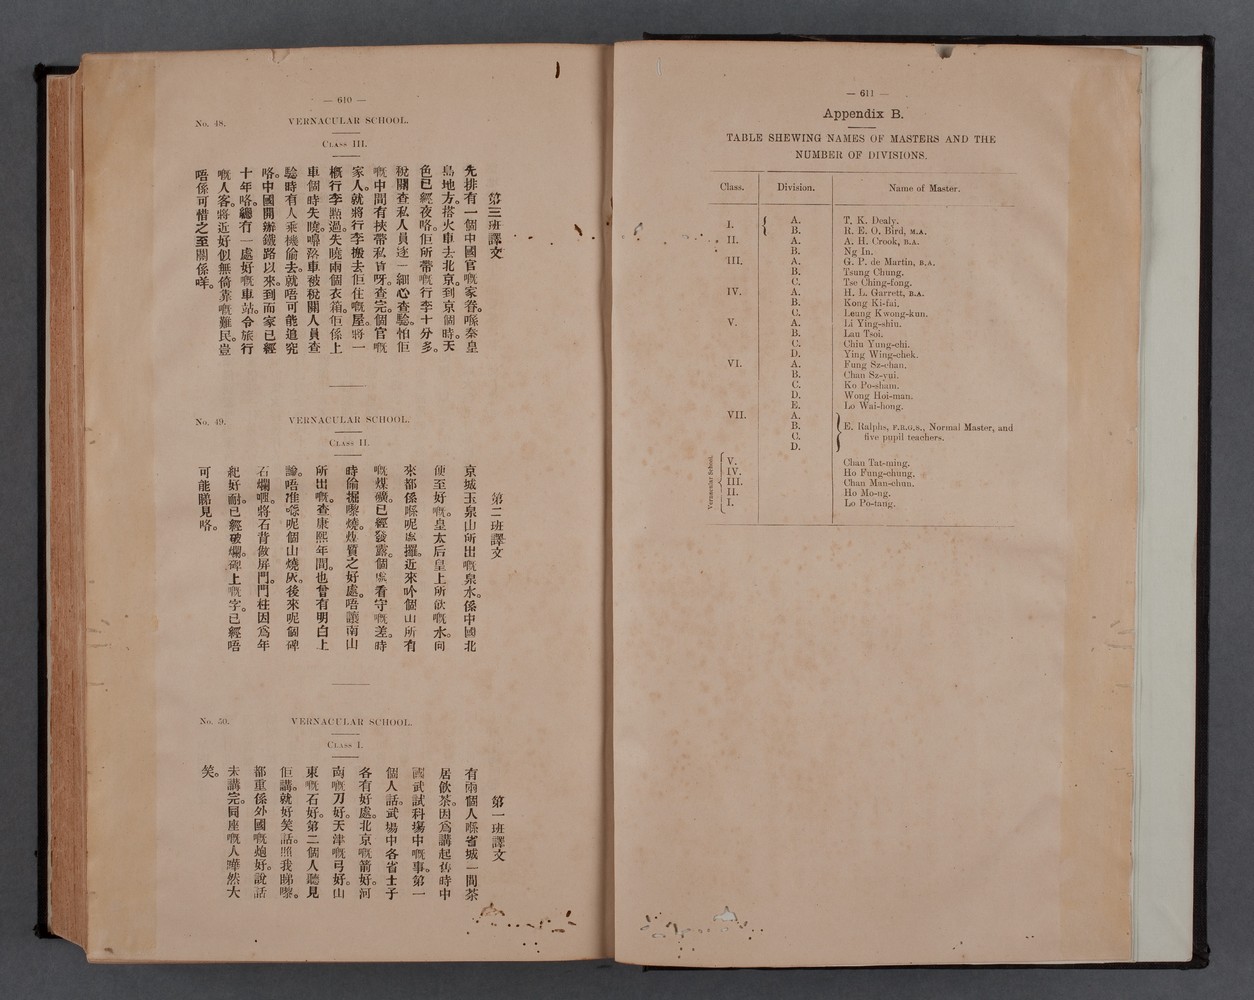 — 610 —
No. 48.
VERNACULAR SCHOOL.
CLASS III.
第三班譯文
先排有一個中國官嘅家眷。喺秦皇
島地方。搭火車去北京。到京個時。天
色已經夜咯。佢所帶嘅行李十分多。
稅關查私人員逐一細心查驗。怕佢
嘅中間有挾帶私貨呀。查完。個官嘅
家人。就將行李搬去佢住嘅屋。將一
概行李點過。失曉兩個衣箱。佢係上
車個時失曉。嚊落車被稅關人員查
驗時有人乘機偷去。就唔可能追究
咯。中國開辦鐵路以來。到而家已經
十年咯。總有一處好嘅車站。令旅行
嘅人客。將近好似無倚靠嘅難民。豈
唔係可惜之至關係咩。
No. 49.
VERNACULAR SCHOOL.
CLASS II.
第二班譯文
京城玉泉山所出嘅泉水。係中國北
便至好嘅。皇太后皇上所飲嘅水。向
來都係喺呢處攞。近來吟個山所有
嘅煤礦。已經發露。個處看守嘅差。時
時偷掘嚟燒。煤質之好處。唔讓南山
所出嘅。查康熙年間。也曾有明白上
諭。唔准喺呢個山燒灰。後來呢個碑
石爛嘅。將石背做屏門。門柱因為年
紀好耐。已經破爛。碑上嘅字。已經唔
可能睇見咯。
No. 50.
VERNACULAR SCHOOL.
CLASS I.
第一班譯文
有兩個人喺省城一間茶
居飲茶。因為講起舊時中
國武試科場中嘅事。第一
個人話。武場中各省士子
各有好處。北京嘅箭好。河
南嘅刀好。天津嘅弓好。山
東嘅石好。第二個人聽見
佢講。就好笑話。照我睇嚟。
都重係外國嘅炮好。說話
未講完。同座嘅人嘩然大
笑。
— 611 —
Appendix B.
TABLE SHEWING NAMES OF MASTERS AND THE
NUMBER OF DIVISIONS.
Class. Division. Name of Master.
I. A. T. K. Dealy.
B. R. E. O. Bird, M.A.
II. A. A. H. Crook, B.A.
B. Ng In.
III. A. G. P. de Martin, B.A.
B. Tsung Chung.
C. Tse Ching-fong.
IV. A. H. L. Garrett, B.A.
B. Kong Ki-fai.
C. Leung Kwong-kun.
V. A. Li Ying-shiu.
B. Lau Tsoi.
C. Chiu Yung-chi.
D. Ying Wing-chek.
VI. A. Fung Sz-chan.
B. Chan Sz-yui.
C. Ko Po-sham.
D. Wong Hoi-man.
E. Lo Wai-hong.
VII. A.
B. E. Ralphs, F.R.G.S., Normal Master, and
C. five pupil teachers.
D.
Vernacular School.
V. Chan Tat-ming.
IV. Ho Fung-chung.
III. Chan Man-chun.
II. Ho Mo-ng.
I. Lo Po-tang.